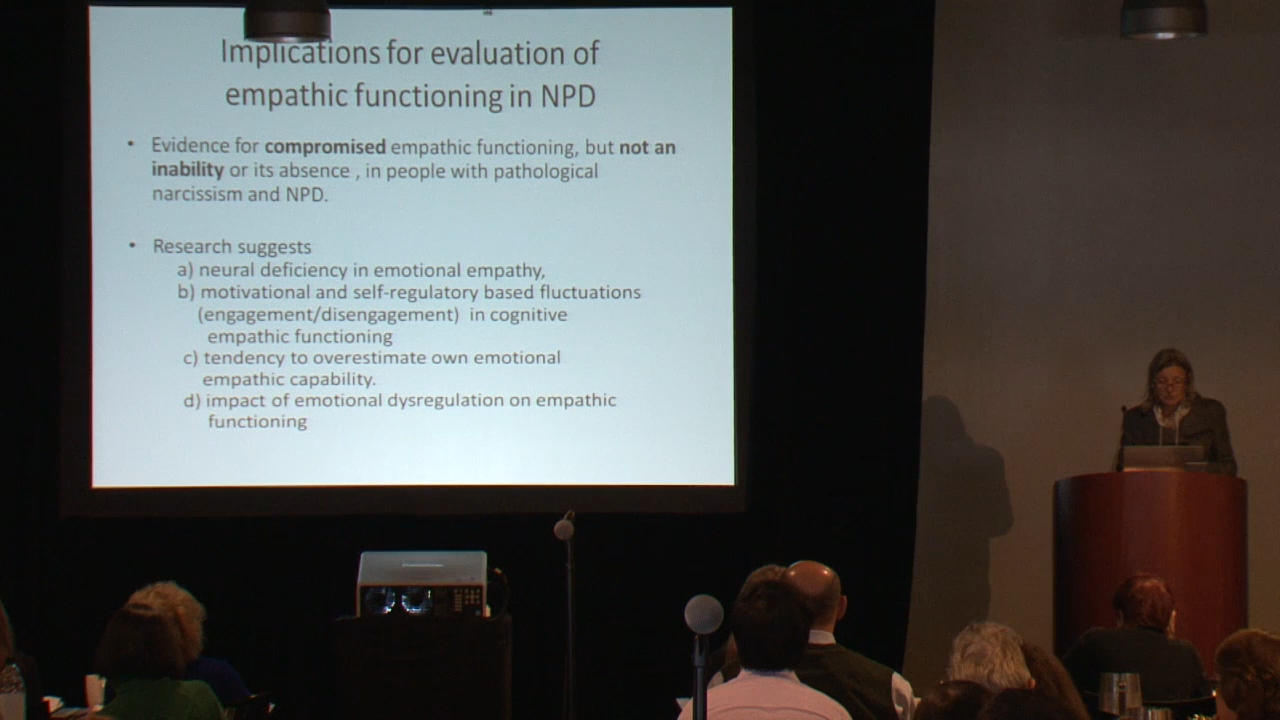 Implications for evaluation of
empathic functioning in NPD
• Evidence for compromised empathic functioning, but not an
inability or its absence , in people with pathological
narcissism and NPD.
• Research suggests
a) neural deficiency in emotional empathy,
b) motivational and self-regulatory based fluctuations
(engagement/disengagement) in cognitive
empathic functioning
c) tendency to overestimate own emotional
empathic capability.
d) impact of emotional dysregulation on empathic
functioning